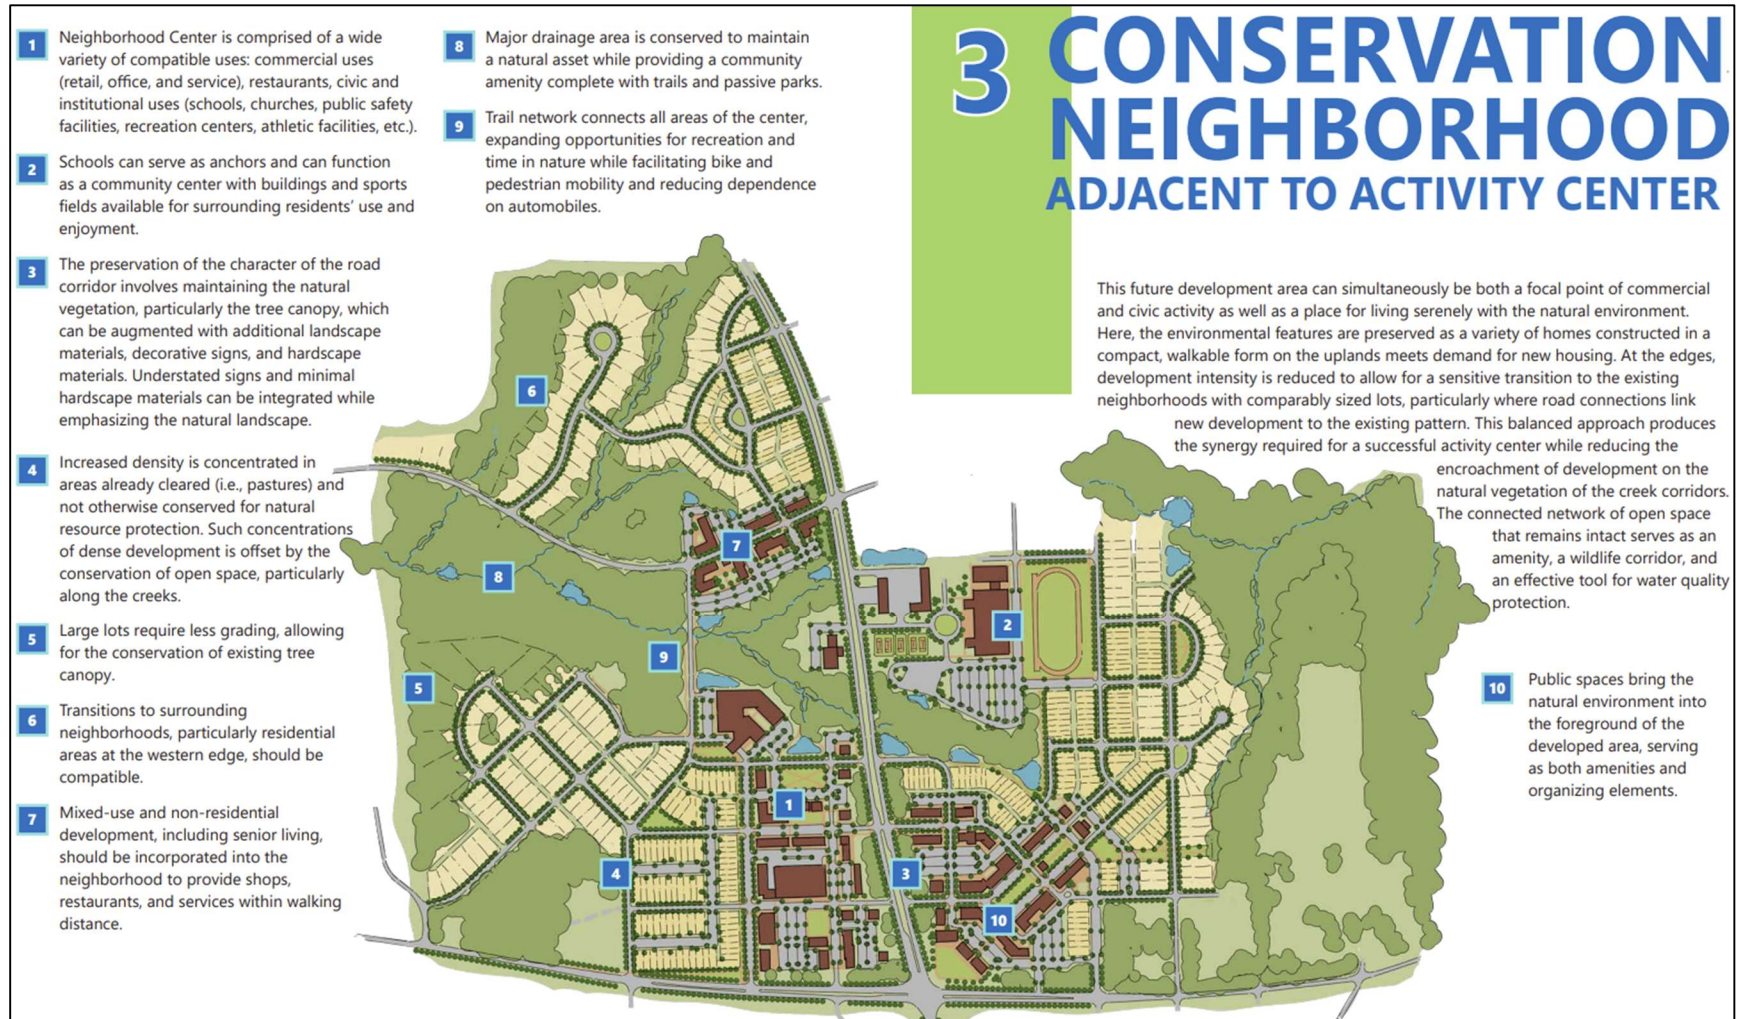 1
Neighborhood Center is comprised of a wide
variety of compatible uses: commercial uses
(retail, office, and service), restaurants, civic and
institutional uses (schools, churches, public safety
facilities, recreation centers, athletic facilities, etc.).
2
Schools can serve as anchors and can function
as a community center with buildings and sports
fields available for surrounding residents' use and
enjoyment.
3
The preservation of the character of the road
corridor involves maintaining the natural
vegetation, particularly the tree canopy, which
can be augmented with additional landscape
materials, decorative signs, and hardscape
materials. Understated signs and minimal
hardscape materials can be integrated while
emphasizing the natural landscape.
4
Increased density is concentrated in
areas already cleared (i.e., pastures) and
not otherwise conserved for natural
resource protection. Such concentrations
of dense development is offset by the
conservation of open space, particularly
along the creeks.
5
Large lots require less grading, allowing
for the conservation of existing tree
canopy.
6
Transitions to surrounding
neighborhoods, particularly residential
areas at the western edge, should be
compatible.
7
Mixed-use and non-residential
development, including senior living,
should be incorporated into the
neighborhood to provide shops,
restaurants, and services within walking
distance.
8
Major drainage area is conserved to maintain
a natural asset while providing a community
amenity complete with trails and passive parks.
9
Trail network connects all areas of the center,
expanding opportunities for recreation and
time in nature while facilitating bike and
pedestrian mobility and reducing dependence
on automobiles.
3
CONSERVATION
NEIGHBORHOOD
ADJACENT TO ACTIVITY CENTER
This future development area can simultaneously be both a focal point of commercial
and civic activity as well as a place for living serenely with the natural environment.
Here, the environmental features are preserved as a variety of homes constructed in a
compact, walkable form on the uplands meets demand for new housing. At the edges,
development intensity is reduced to allow for a sensitive transition to the existing
neighborhoods with comparably sized lots, particularly where road connections link
new development to the existing pattern. This balanced approach produces
the synergy required for a successful activity center while reducing the
encroachment of development on the
natural vegetation of the creek corridors.
The connected network of open space
that remains intact serves as an
amenity, a wildlife corridor, and
an effective tool for water quality
protection.
10
Public spaces bring the
natural environment into
the foreground of the
developed area, serving
as both amenities and
organizing elements.
6
7
8
2
9
5
1
4
3
10